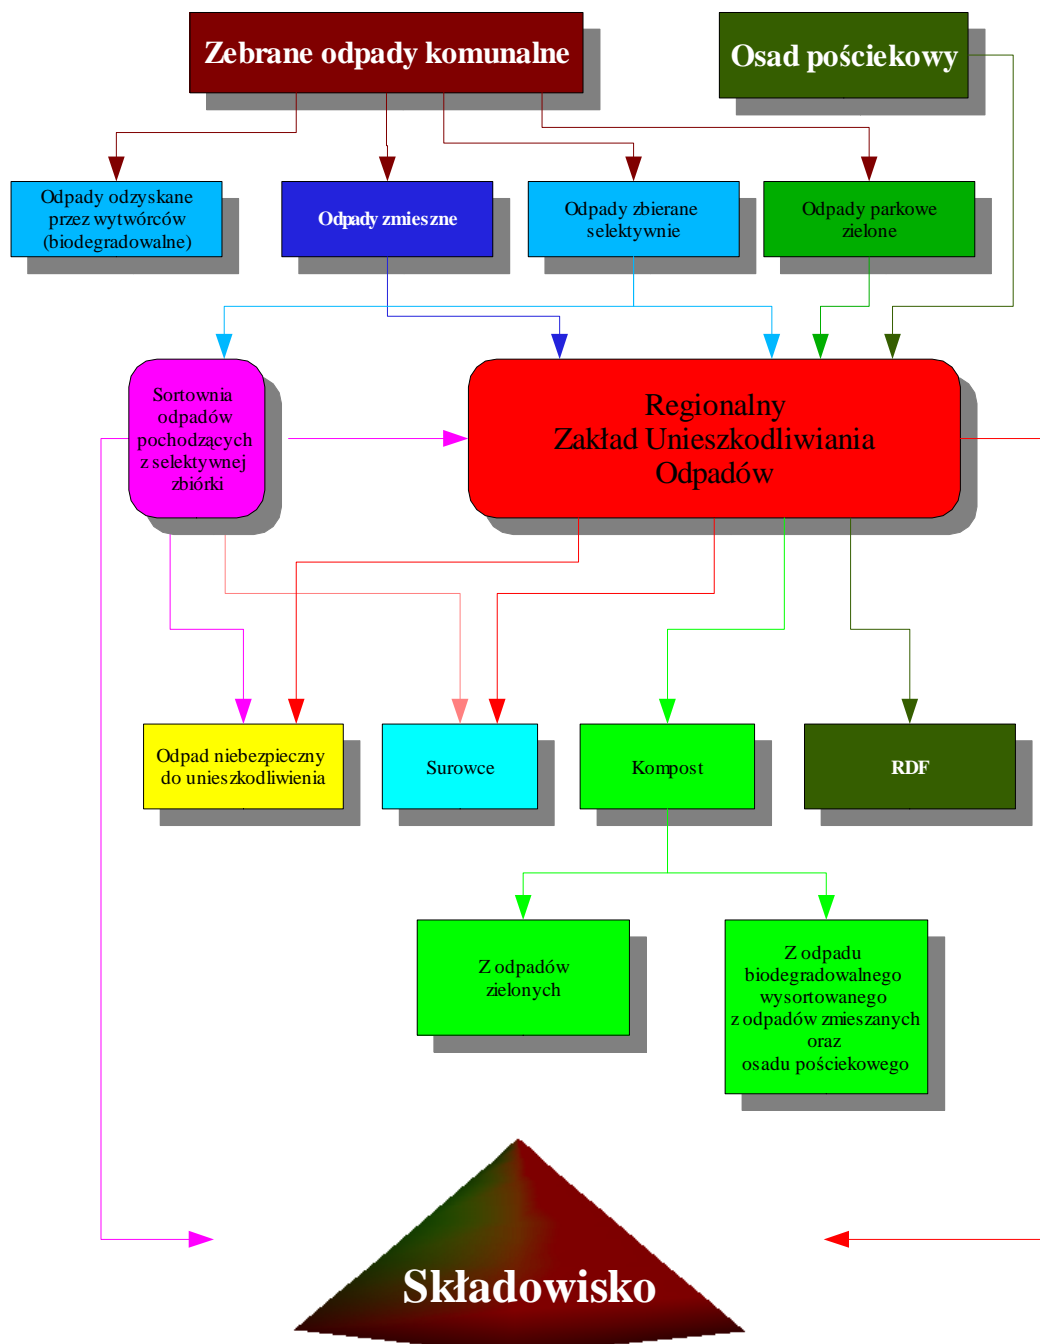 Zebrane odpady komunalne
Osad pościekowy
Odpady odzyskane
przez wytwórców
(biodegradowalne)
Odpady zmieszne
Odpady zbierane
selektywnie
Odpady parkowe
zielone
Sortownia
odpadów
pochodzących
z selektywnej
zbiórki
Regionalny
Zakład Unieszkodliwiania
Odpadów
Odpad niebezpieczny
do unieszkodliwienia
Surowce
Kompost
RDF
Z odpadów
zielonych
Z odpadu
biodegradowalnego
wysortowanego
z odpadów zmieszanych
oraz
osadu pościekowego
Składowisko